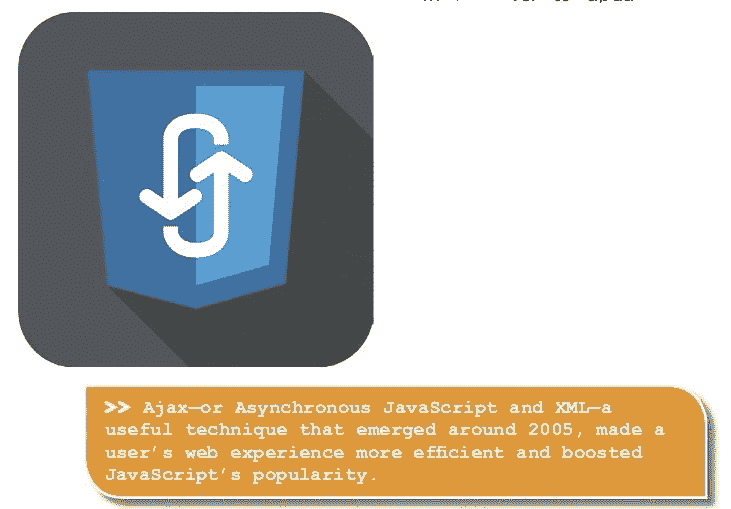 >> Ajax—or Asynchronous JavaScript and XML—a
useful technique that emerged around 2005, made a
user's web experience more efficient and boosted
JavaScript's popularity.